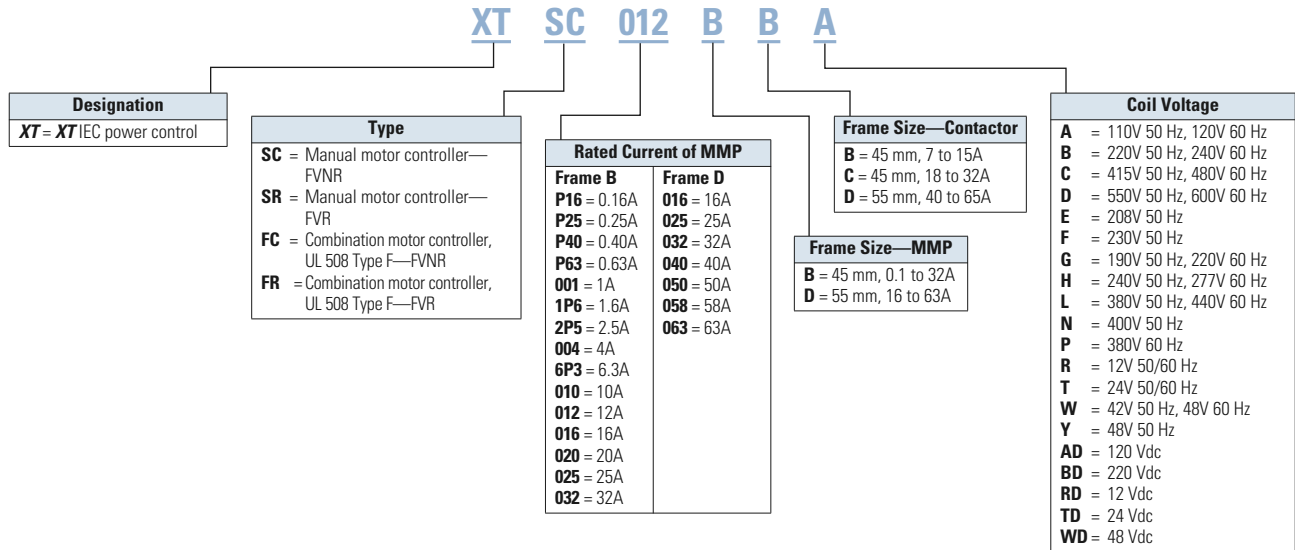 XT SC 012 B B A
Designation
XT = XT IEC power control
Type
SC = Manual motor controller—
FVNR
SR = Manual motor controller—
FVR
FC = Combination motor controller,
UL 508 Type F—FVNR
FR = Combination motor controller,
UL 508 Type F—FVR
Rated Current of MMP
Frame B
P16 = 0.16A
P25 = 0.25A
P40 = 0.40A
P63 = 0.63A
001 = 1A
1P6 = 1.6A
2P5 = 2.5A
004 = 4A
6P3 = 6.3A
010 = 10A
012 = 12A
016 = 16A
020 = 20A
025 = 25A
032 = 32A
Frame D
016 = 16A
025 = 25A
032 = 32A
040 = 40A
050 = 50A
058 = 58A
063 = 63A
Frame Size—MMP
B = 45 mm, 0.1 to 32A
D = 55 mm, 16 to 63A
Frame Size—Contactor
B = 45 mm, 7 to 15A
C = 45 mm, 18 to 32A
D = 55 mm, 40 to 65A
Coil Voltage
A = 110V 50 Hz, 120V 60 Hz
B = 220V 50 Hz, 240V 60 Hz
C = 415V 50 Hz, 480V 60 Hz
D = 550V 50 Hz, 600V 60 Hz
E = 208V 50 Hz
F = 230V 50 Hz
G = 190V 50 Hz, 220V 60 Hz
H = 240V 50 Hz, 277V 60 Hz
L = 380V 50 Hz, 440V 60 Hz
N = 400V 50 Hz
P = 380V 60 Hz
R = 12V 50/60 Hz
T = 24V 50/60 Hz
W = 42V 50 Hz, 48V 60 Hz
Y = 48V 50 Hz
AD = 120 Vdc
BD = 220 Vdc
RD = 12 Vdc
TD = 24 Vdc
WD = 48 Vdc